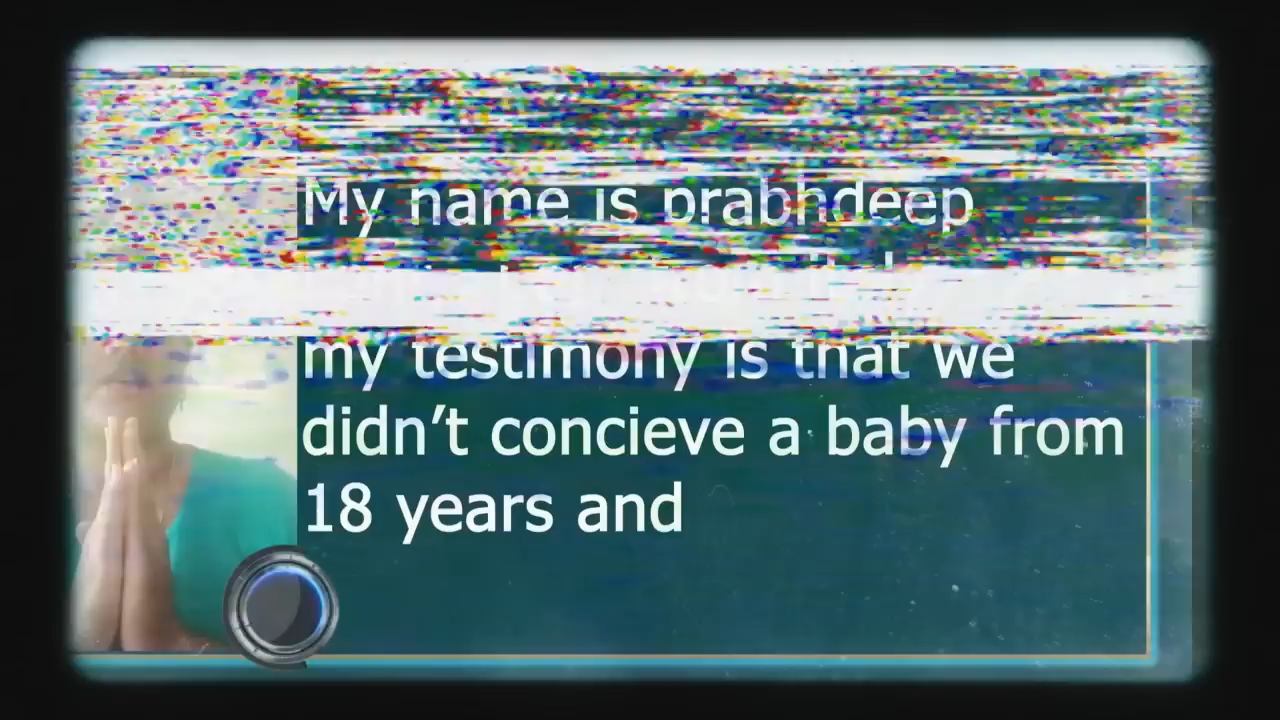 My name is prabhdeep
my testimony is that we
didn’t concieve a baby from
18 years and